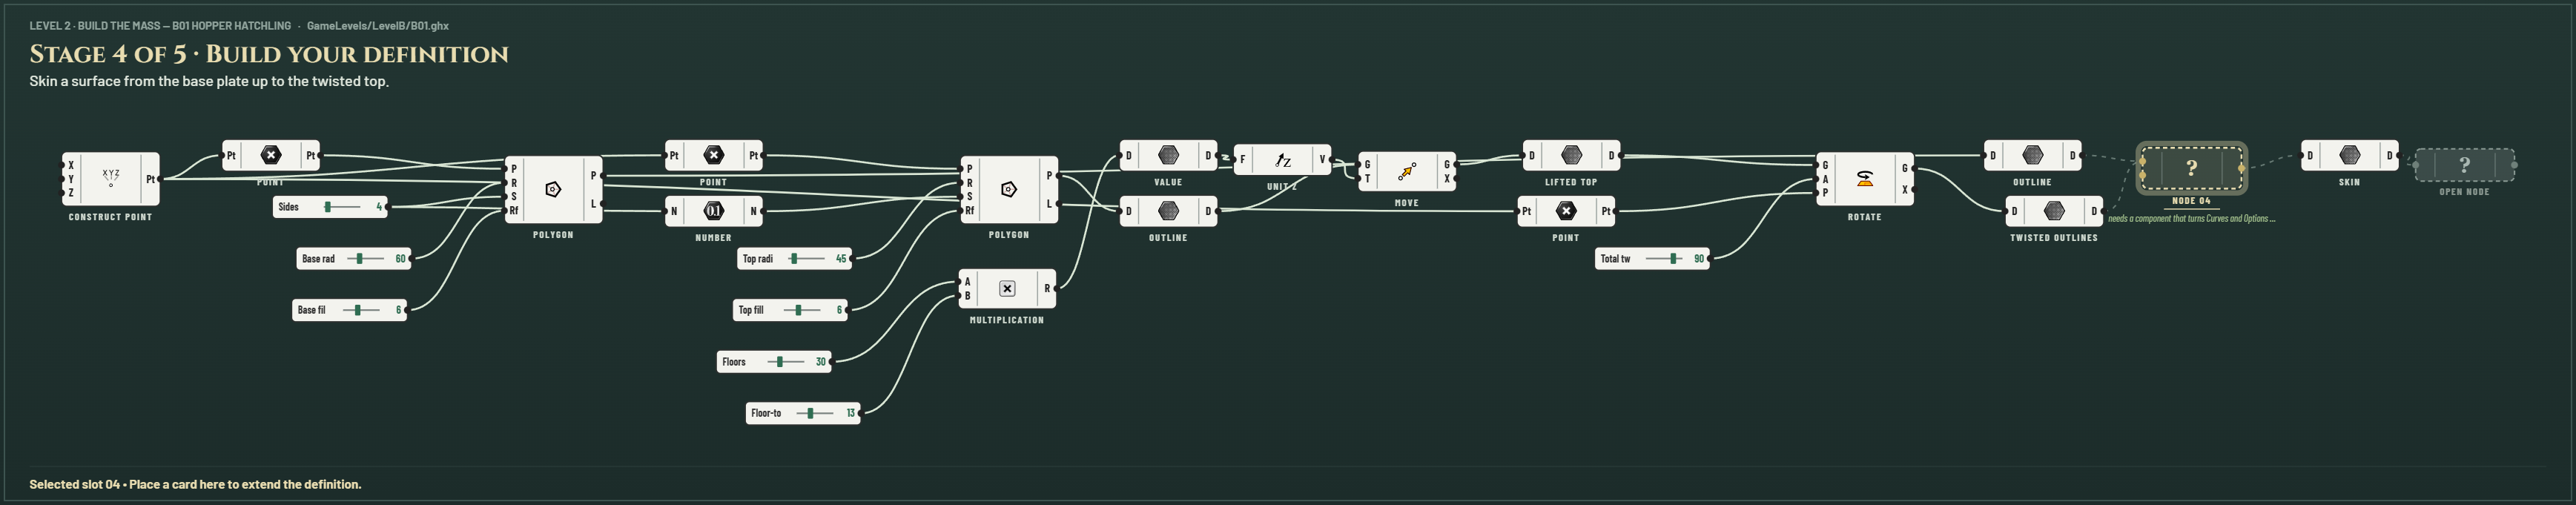 LEVEL 2 · BUILD THE MASS — B01 HOPPER HATCHLING · GameLevels/LevelB/B01.ghx
STAGE 4 OF 5 · BUILD YOUR DEFINITION
Skin a surface from the base plate up to the twisted top.
X
Y
Z
XYZ
Pt
CONSTRUCT POINT
Pt
Pt
POINT
Sides 4
Base rad 60
Base fil 6
P
R
S
Rf
P
L
POLYGON
Pt
Pt
POINT
N
0.1
N
NUMBER
Top radi 45
Top fill 6
Floors 30
Floor-to 13
P
R
S
Rf
P
L
POLYGON
A
B
R
MULTIPLICATION
D
D
VALUE
D
D
OUTLINE
F
Z
V
UNIT Z
G
T
G
X
MOVE
D
D
LIFTED TOP
Pt
Pt
POINT
Total tw 90
G
A
P
G
X
ROTATE
D
D
OUTLINE
D
D
TWISTED OUTLINES
?
NODE 04
needs a component that turns Curves and Options ...
D
D
SKIN
?
OPEN NODE
Selected slot 04 • Place a card here to extend the definition.